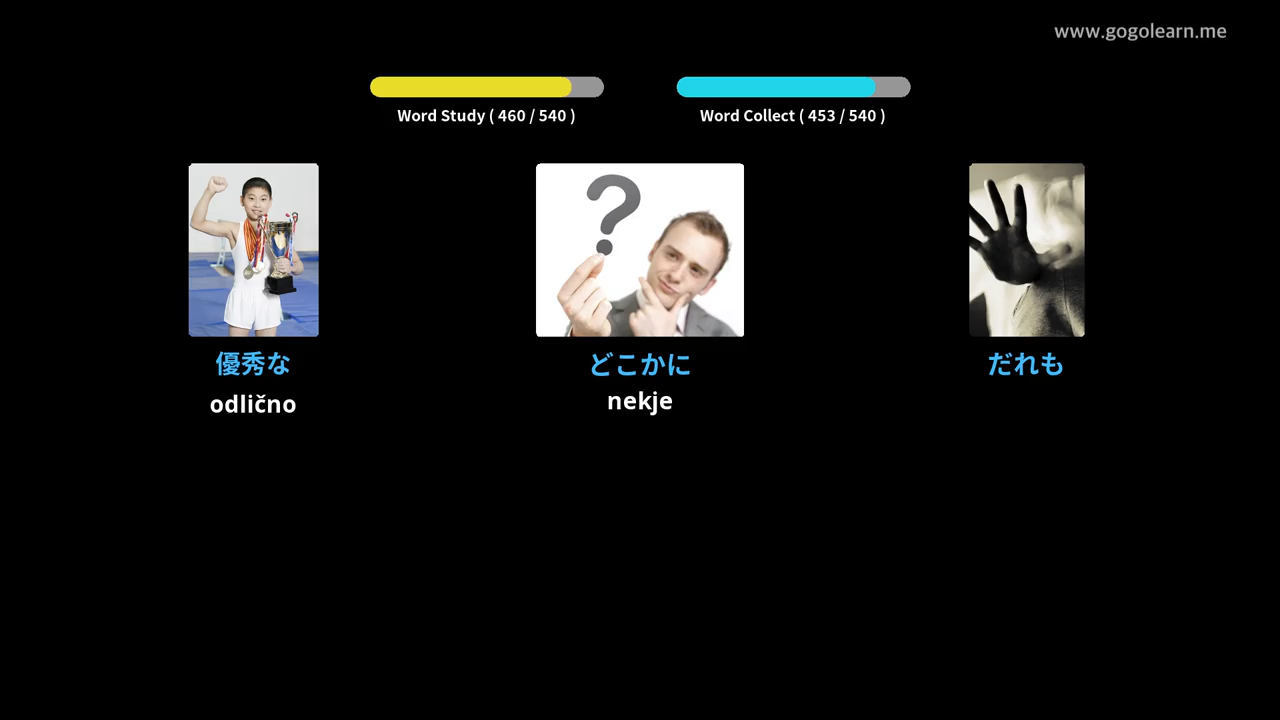 www.gogolearn.me
Word Study ( 460 / 540 )
Word Collect ( 453 / 540 )
優秀な
どこかに
だれも
odlično
nekje